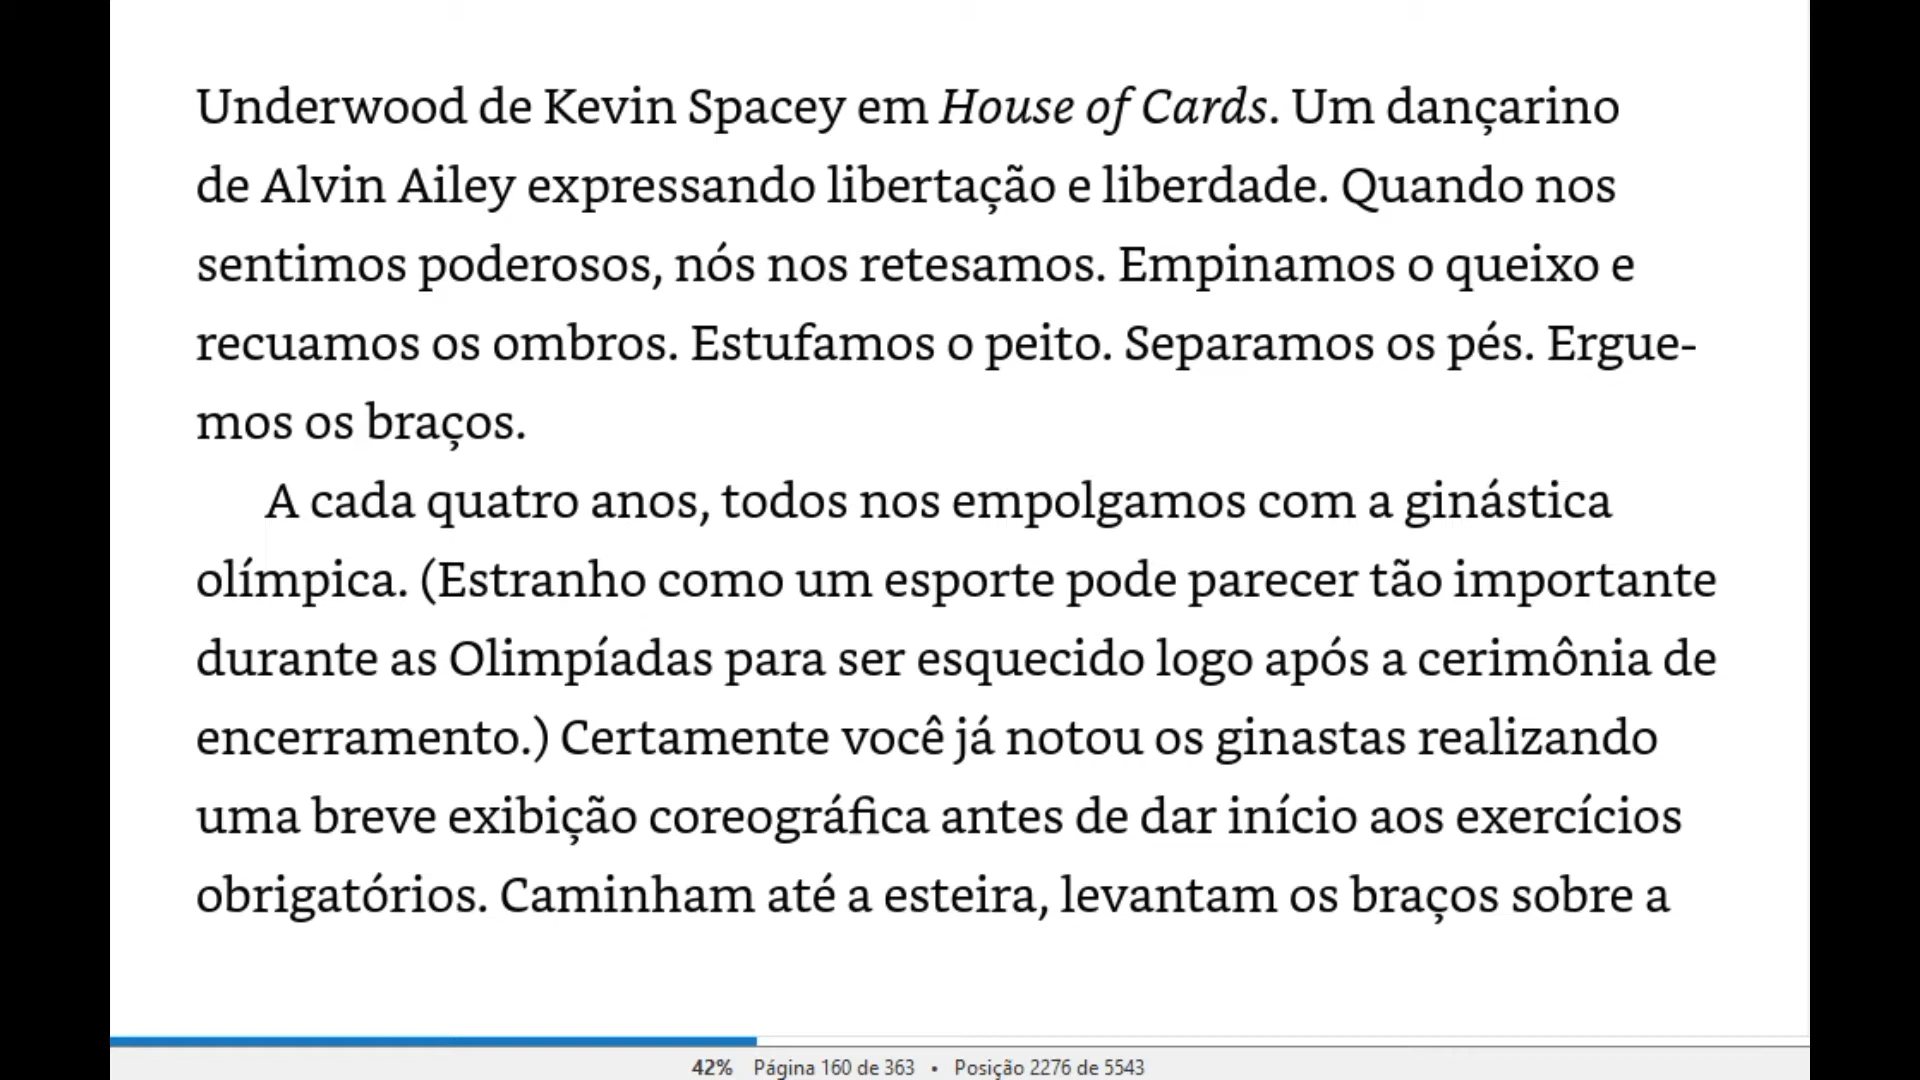 Underwood de Kevin Spacey em House of Cards. Um dançarino
de Alvin Ailey expressando libertação e liberdade. Quando nos
sentimos poderosos, nós nos retesamos. Empinamos o queixo e
recuamos os ombros. Estufamos o peito. Separamos os pés. Ergue-
mos os braços.
A cada quatro anos, todos nos empolgamos com a ginástica
olímpica. (Estranho como um esporte pode parecer tão importante
durante as Olimpíadas para ser esquecido logo após a cerimônia de
encerramento.) Certamente você já notou os ginastas realizando
uma breve exibição coreográfica antes de dar início aos exercícios
obrigatórios. Caminham até a esteira, levantam os braços sobre a
42% Página 160 de 363 • Posição 2276 de 5543